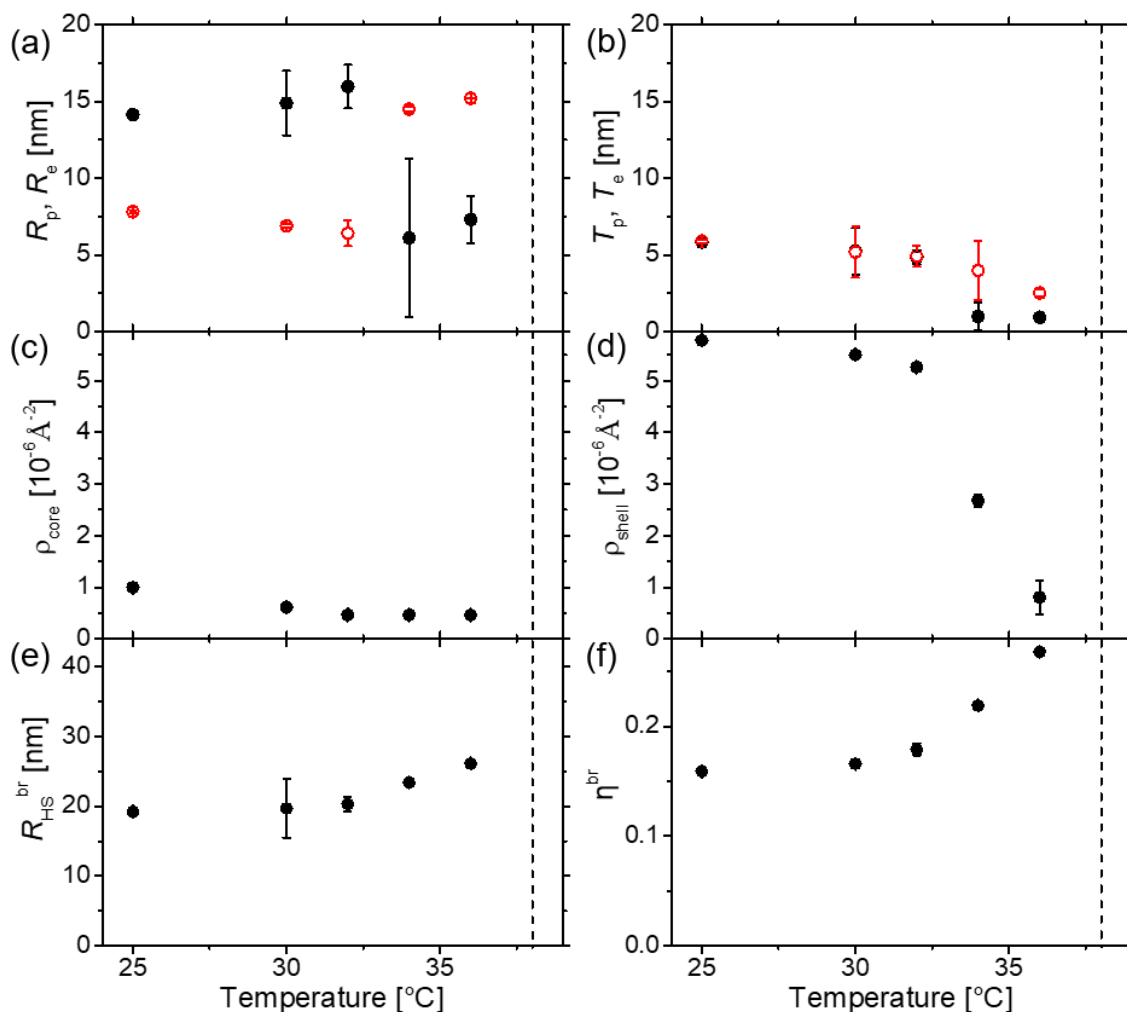 (a)
20
15
10
5
0
R_p, R_e [nm]
(b)
20
15
10
5
0
T_p, T_e [nm]
(c)
5
4
3
2
1
0
ρ_core [10^-6 Å^-2]
(d)
5
4
3
2
1
0
ρ_shell [10^-6 Å^-2]
(e)
40
30
20
10
0
R_HS^br [nm]
25 30 35
Temperature [°C]
(f)
0.2
0.1
0.0
η^br
25 30 35
Temperature [°C]